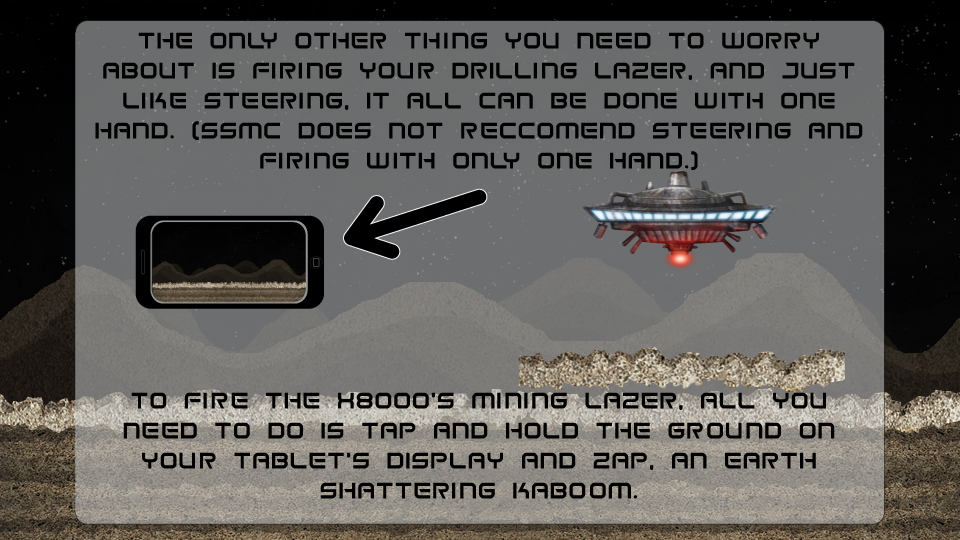 THE ONLY OTHER THING YOU NEED TO WORRY
ABOUT IS FIRING YOUR DRILLING LAZER, AND JUST
LIKE STEERING, IT ALL CAN BE DONE WITH ONE
HAND. (SSMC DOES NOT RECCOMEND STEERING AND
FIRING WITH ONLY ONE HAND.)
TO FIRE THE X8000'S MINING LAZER, ALL YOU
NEED TO DO IS TAP AND HOLD THE GROUND ON
YOUR TABLET'S DISPLAY AND ZAP, AN EARTH
SHATTERING KABOOM.